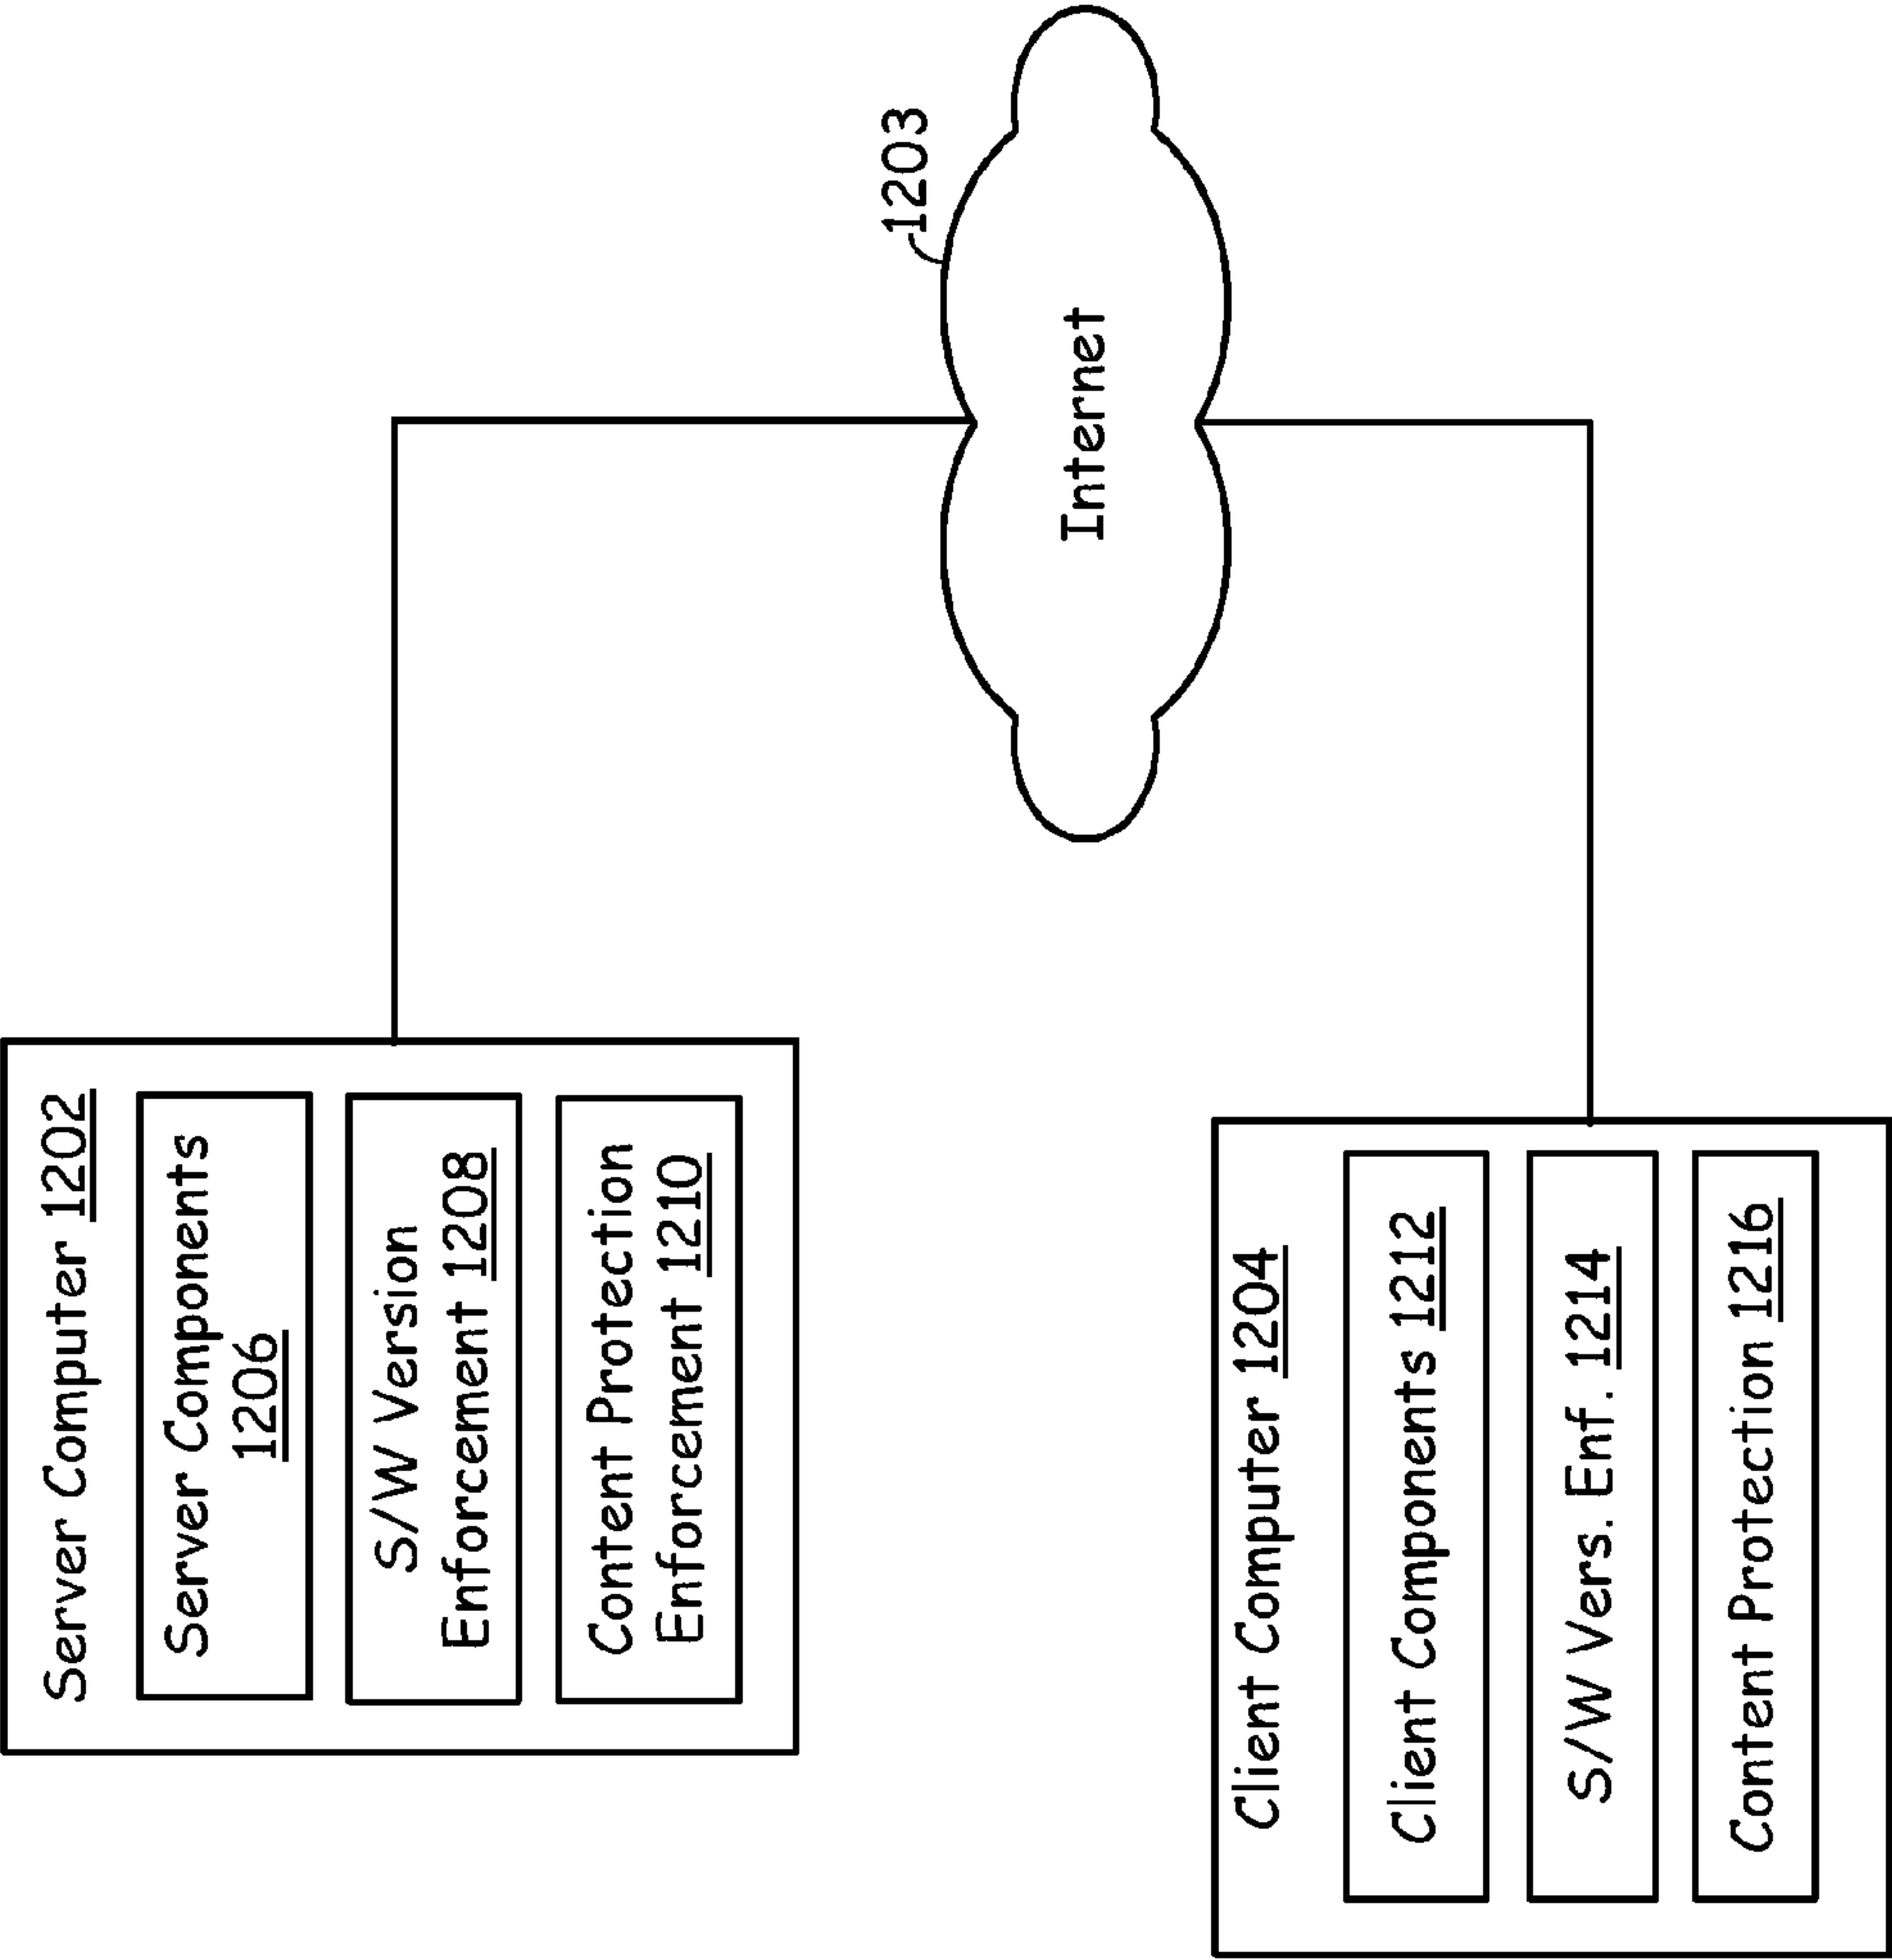 Server Computer 1202
Server Components
1206
S/W Version
Enforcement 1208
Content Protection
Enforcement 1210
1203
Internet
Client Computer 1204
Client Components 1212
S/W Vers. Enf. 1214
Content Protection 1216